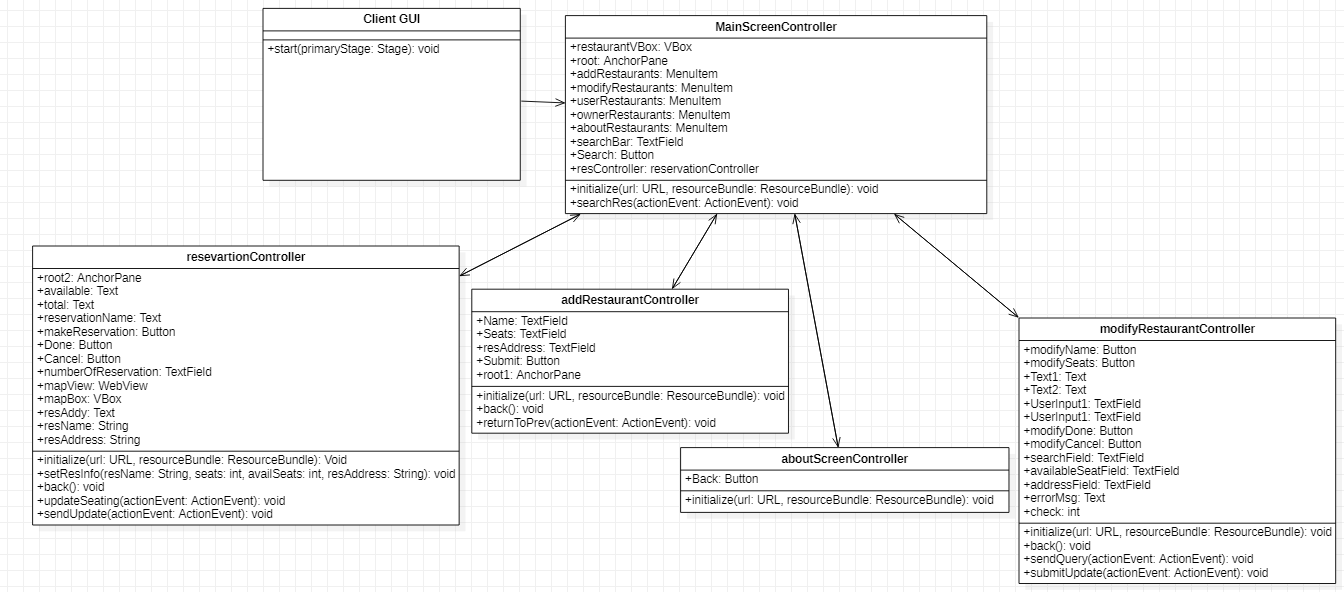 Client GUI
+start(primaryStage: Stage): void
MainScreenController
+restaurantVBox: VBox
+root: AnchorPane
+addRestaurants: MenuItem
+modifyRestaurants: MenuItem
+userRestaurants: MenuItem
+ownerRestaurants: MenuItem
+aboutRestaurants: MenuItem
+searchBar: TextField
+Search: Button
+resController: reservationController
+initialize(url: URL, resourceBundle: ResourceBundle): void
+searchRes(actionEvent: ActionEvent): void
resevartionController
+root2: AnchorPane
+available: Text
+total: Text
+reservationName: Text
+makeReservation: Button
+Done: Button
+Cancel: Button
+numberOfReservation: TextField
+mapView: WebView
+mapBox: VBox
+resAddy: Text
+resName: String
+resAddress: String
+initialize(url: URL, resourceBundle: ResourceBundle): Void
+setResInfo(resName: String, seats: int, availSeats: int, resAddress: String): void
+back(): void
+updateSeating(actionEvent: ActionEvent): void
+sendUpdate(actionEvent: ActionEvent): void
addRestaurantController
+Name: TextField
+Seats: TextField
+resAddress: TextField
+Submit: Button
+root1: AnchorPane
+initialize(url: URL, resourceBundle: ResourceBundle): void
+back(): void
+returnToPrev(actionEvent: ActionEvent): void
aboutScreenController
+Back: Button
+initialize(url: URL, resourceBundle: ResourceBundle): void
modifyRestaurantController
+modifyName: Button
+modifySeats: Button
+Text1: Text
+Text2: Text
+UserInput1: TextField
+UserInput1: TextField
+modifyDone: Button
+modifyCancel: Button
+searchField: TextField
+availableSeatField: TextField
+addressField: TextField
+errorMsg: Text
+check: int
+initialize(url: URL, resourceBundle: ResourceBundle): void
+back(): void
+sendQuery(actionEvent: ActionEvent): void
+submitUpdate(actionEvent: ActionEvent): void